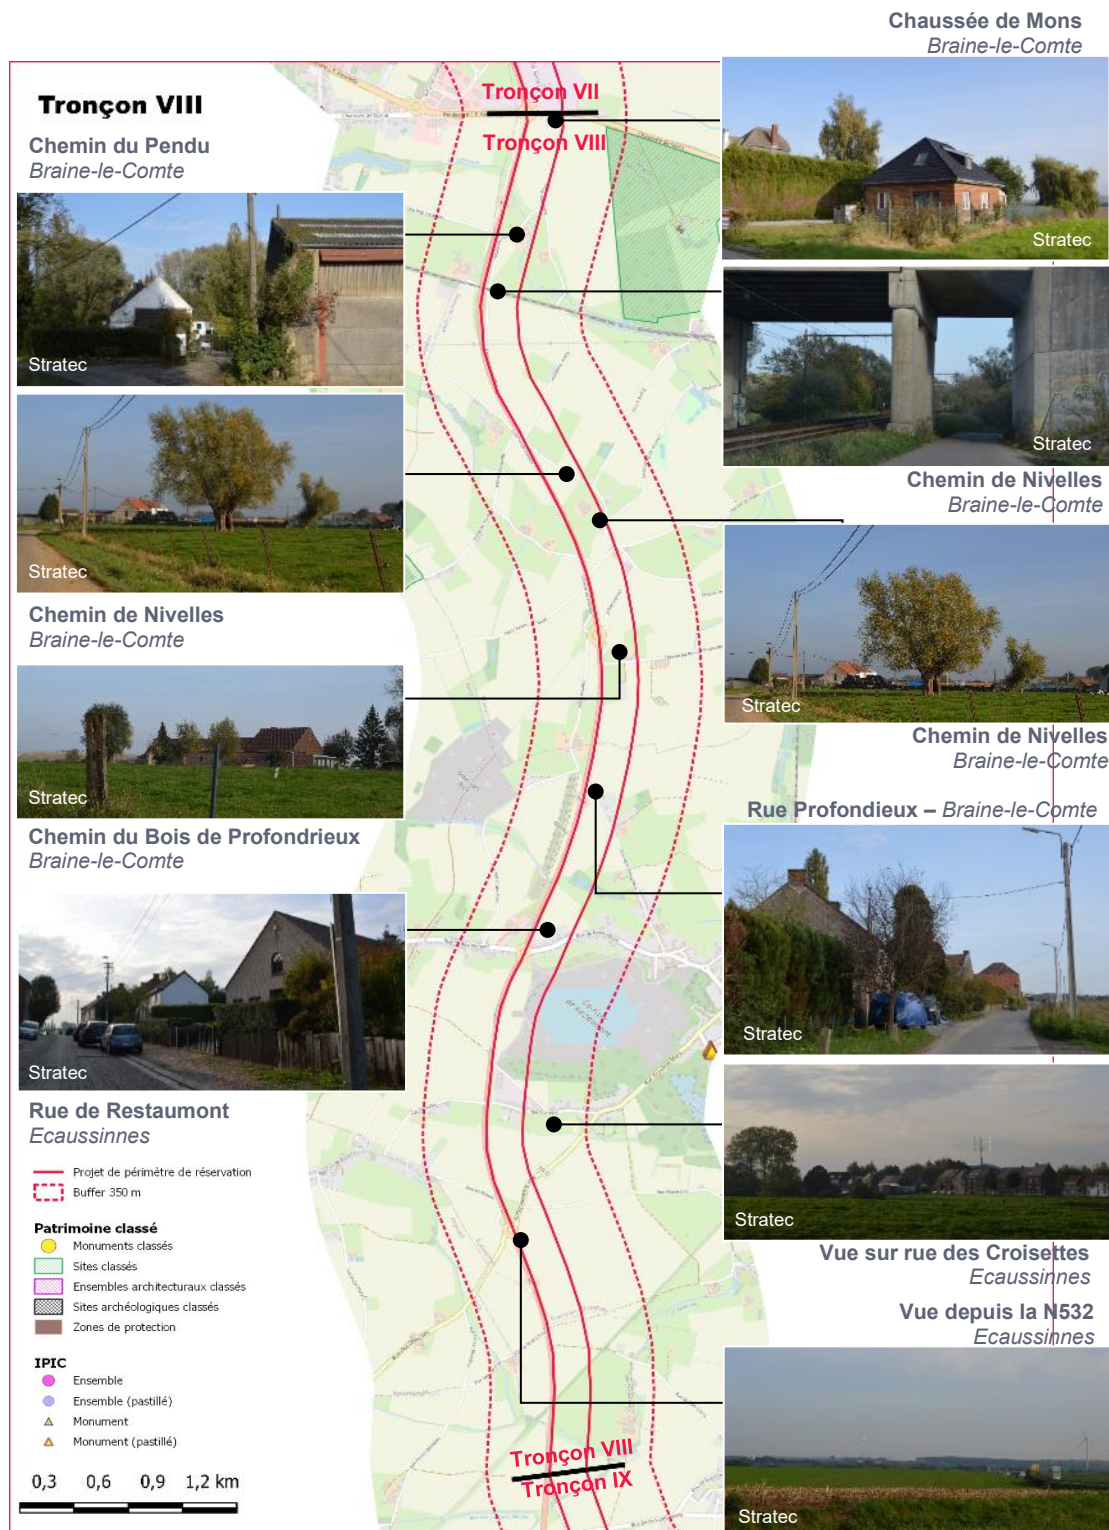 Chaussée de Mons
Braine-le-Comte
Tronçon VIII
Tronçon VII
Tronçon VIII
Chemin du Pendu
Braine-le-Comte
Stratec
Stratec
Stratec
Stratec
Chemin de Nivelles
Braine-le-Comte
Chemin de Nivelles
Braine-le-Comte
Stratec
Stratec
Chemin de Nivelles
Braine-le-Comte
Chemin du Bois de Profondrieux
Braine-le-Comte
Rue Profondieux – Braine-le-Comte
Stratec
Stratec
Rue de Restaumont
Ecaussinnes
Stratec
Vue sur rue des Croisettes
Ecaussinnes
Vue depuis la N532
Ecaussinnes
Stratec
Projet de périmètre de réservation
Buffer 350 m
Patrimoine classé
Monuments classés
Sites classés
Ensembles architecturaux classés
Sites archéologiques classés
Zones de protection
IPIC
Ensemble
Ensemble (pastillé)
Monument
Monument (pastillé)
0,3 0,6 0,9 1,2 km
Tronçon VIII
Tronçon IX